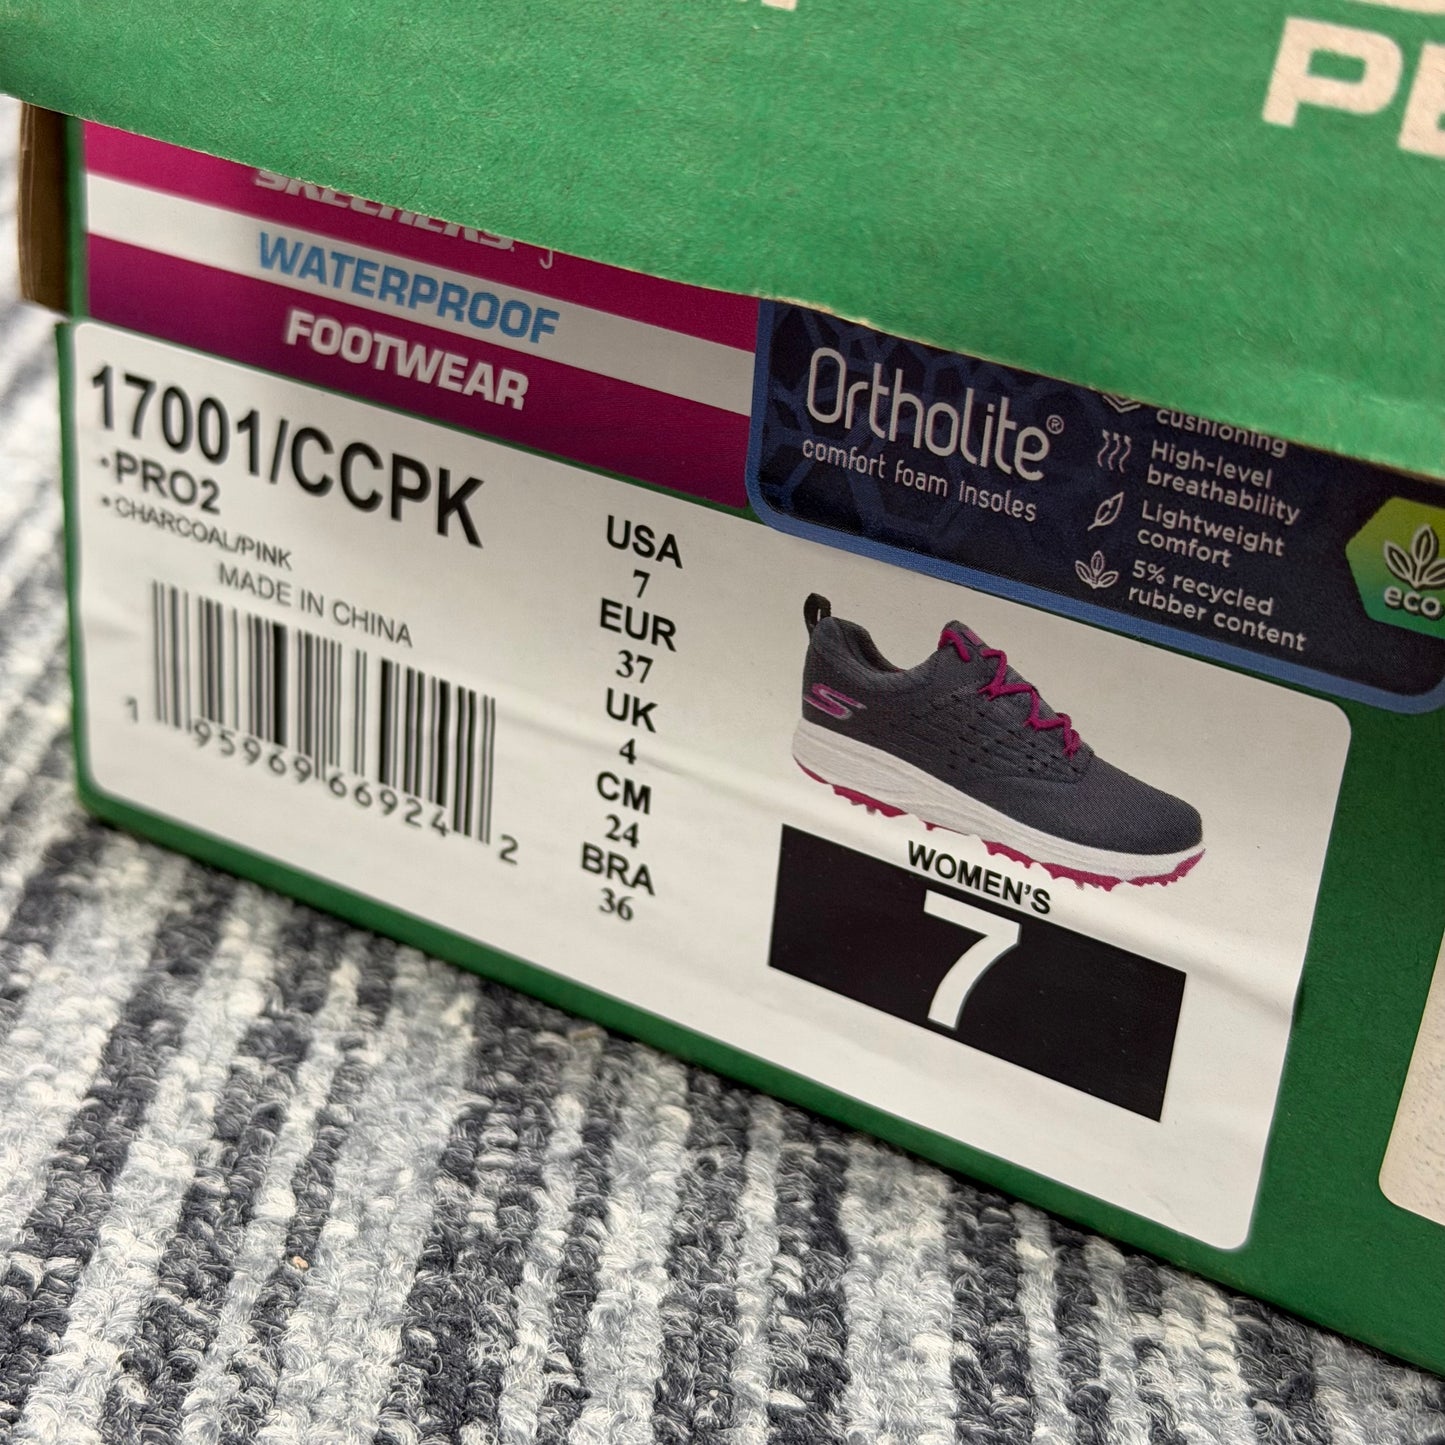 SKECHERS
WATERPROOF
FOOTWEAR
Ortholite®
comfort foam insoles
cushioning
High-level
breathability
Lightweight
comfort
5% recycled
rubber content
eco
17001/CCPK
•PRO2
•CHARCOAL/PINK
MADE IN CHINA
1 95969 66924 2
USA
7
EUR
37
UK
4
CM
24
BRA
36
WOMEN'S
7